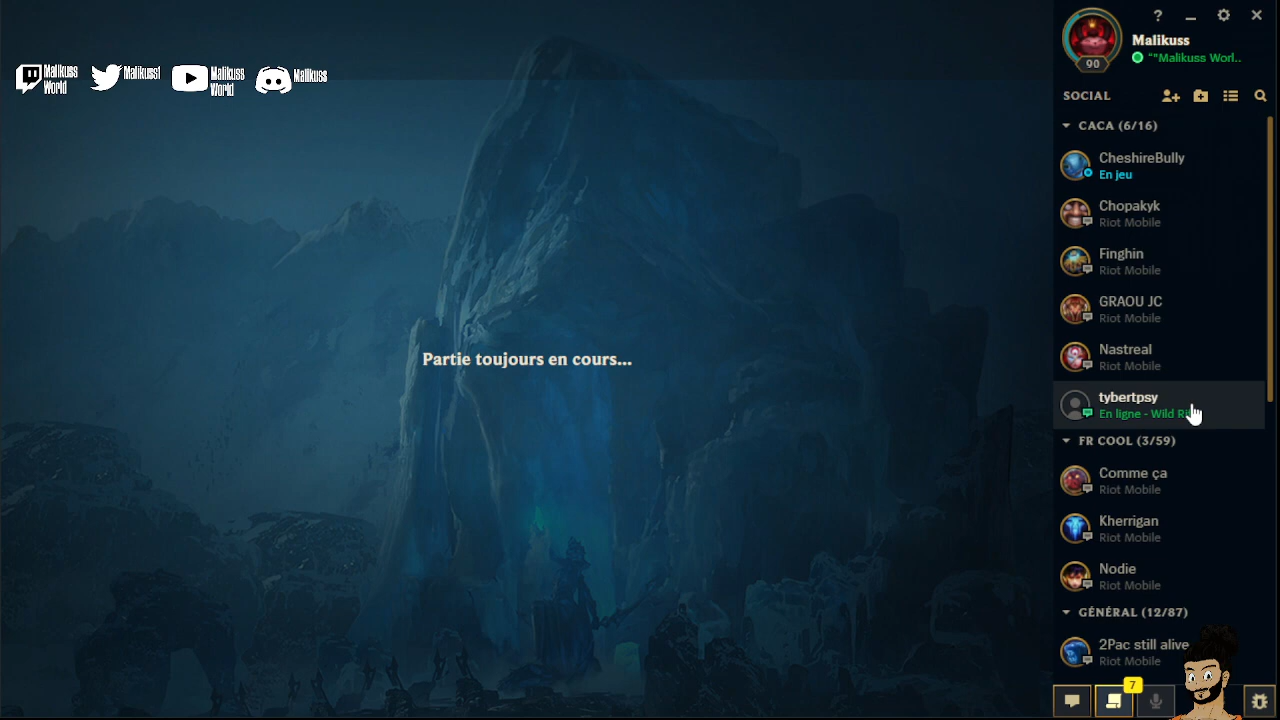 Malikuss
World
Malikuss1
Malikuss
World
Malikuss
?
Malikuss
90
""Malikuss Worl..
SOCIAL
CACA (6/16)
CheshireBully
En jeu
Chopakyk
Riot Mobile
Finghin
Riot Mobile
GRAOU JC
Riot Mobile
Nastreal
Riot Mobile
Partie toujours en cours...
tybertpsy
En ligne - Wild
FR COOL (3/59)
Comme ça
Riot Mobile
Kherrigan
Riot Mobile
Nodie
Riot Mobile
GÉNÉRAL (12/87)
2Pac still alive
Riot Mobile
7